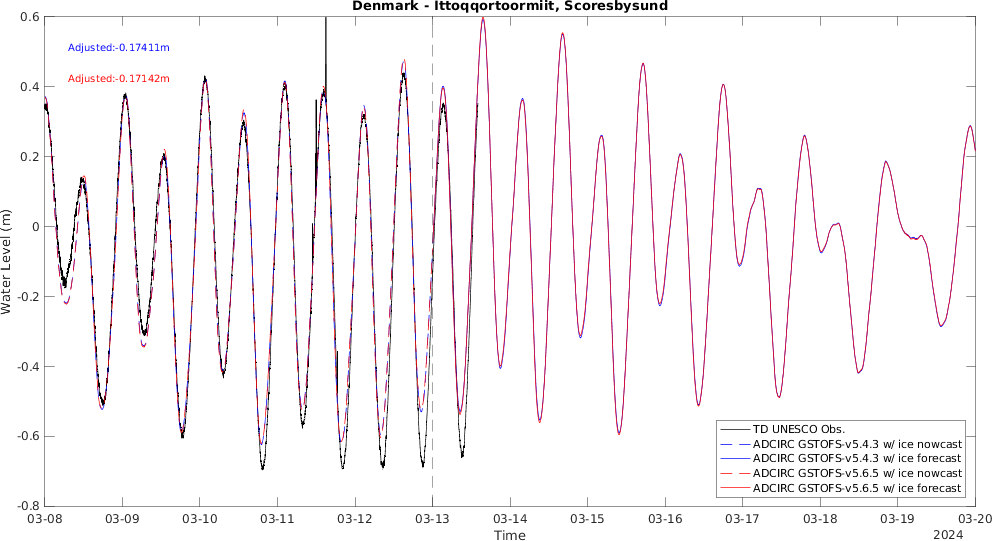 Denmark - Ittoqqortoormiit, Scoresbysund
0.6
Adjusted:-0.17411m
Adjusted:-0.17142m
0.4
0.2
0
-0.2
-0.4
-0.6
-0.8
Water Level (m)
TD UNESCO Obs.
ADCIRC GSTOFS-v5.4.3 w/ ice nowcast
ADCIRC GSTOFS-v5.4.3 w/ ice forecast
ADCIRC GSTOFS-v5.6.5 w/ ice nowcast
ADCIRC GSTOFS-v5.6.5 w/ ice forecast
03-08 03-09 03-10 03-11 03-12 03-13 03-14 03-15 03-16 03-17 03-18 03-19 03-20
Time
2024